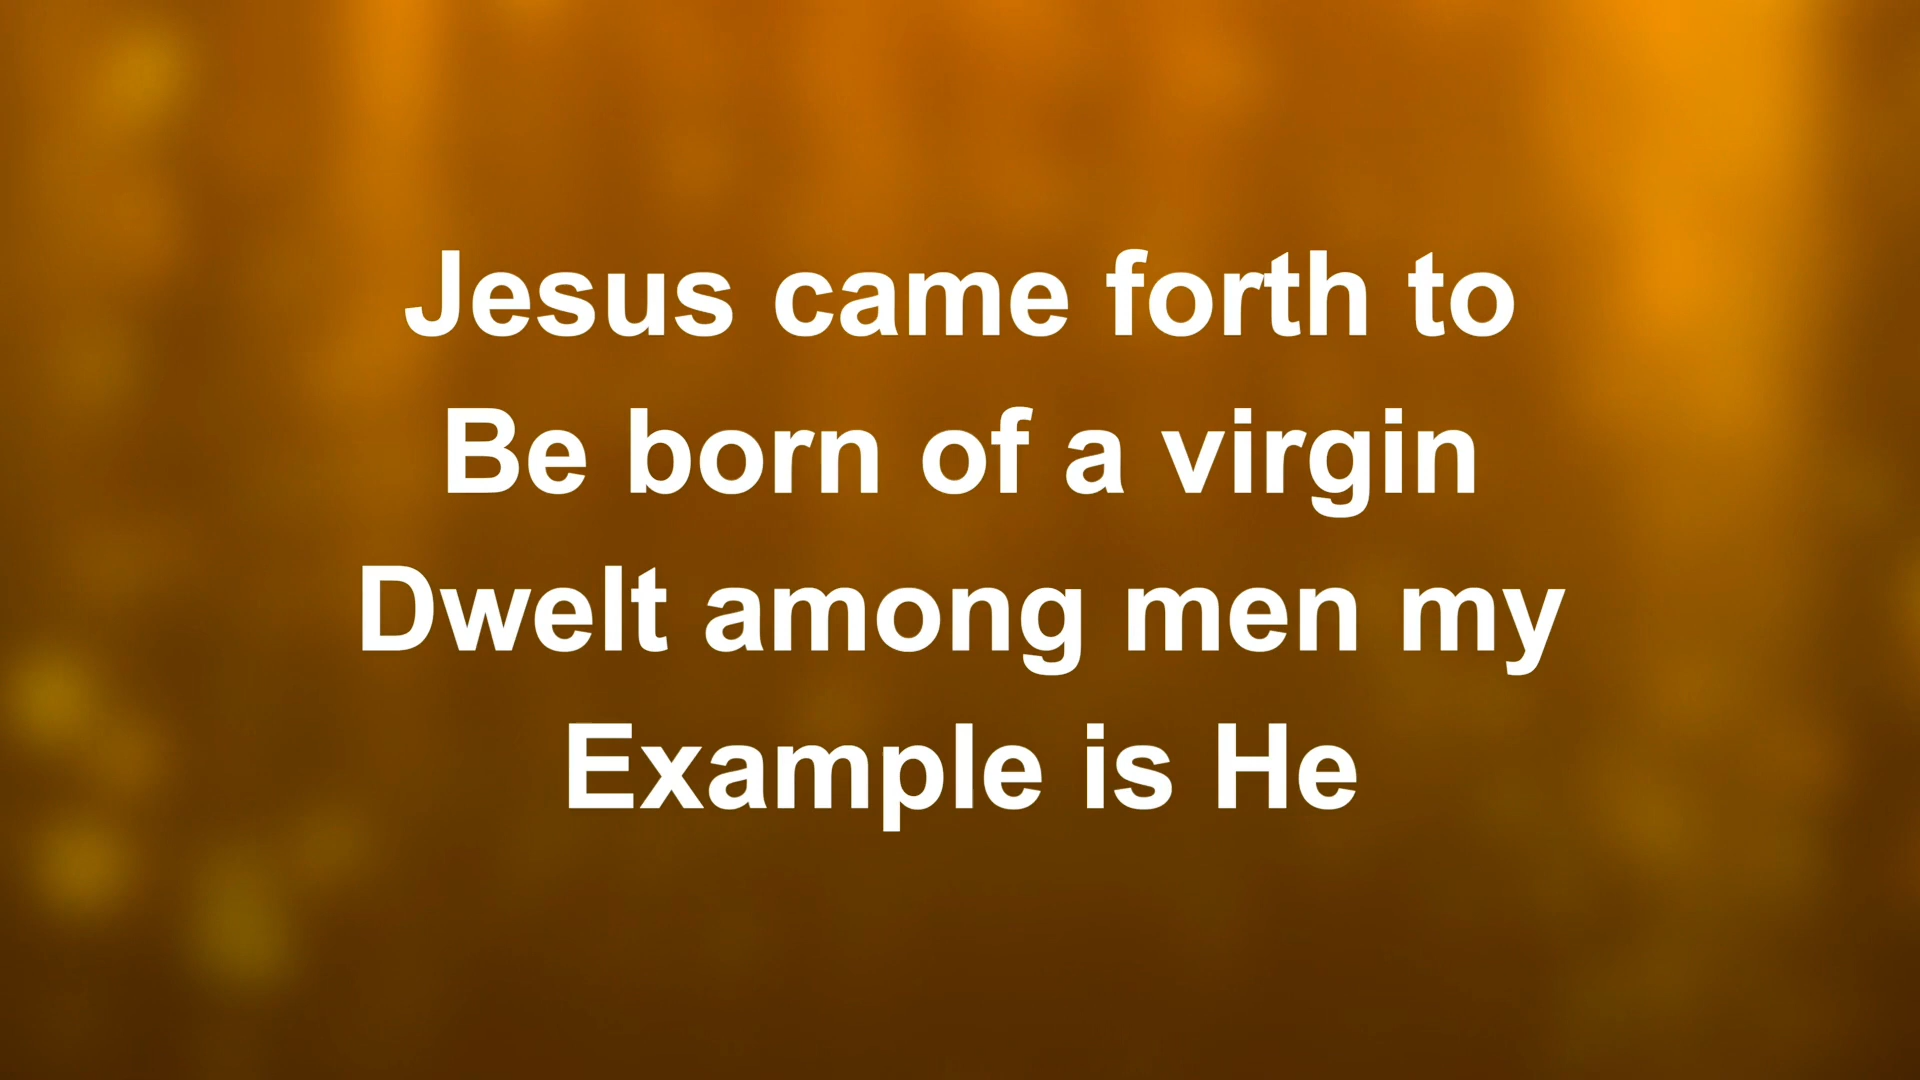 Jesus came forth to
Be born of a virgin
Dwelt among men my
Example is He